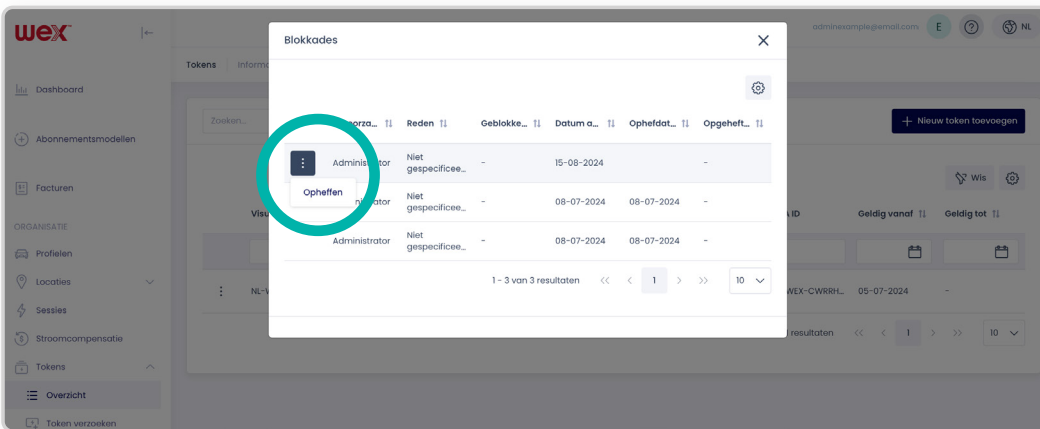 wex
Blokkades
adminexample@email.com E NL
Tokens Informa
Dashboard
Zoeken...
Reden Geblokke... Datum a... Ophefdat... Opgeheft...
Nieuw token toevoegen
Abonnementsmodellen
Administrator Niet gespecificee... - 15-08-2024 -
Wis
Opheffen
Facturen
Niet gespecificee... - 08-07-2024 08-07-2024 -
Geldig vanaf Geldig tot
ORGANISATIE
Administrator Niet gespecificee... - 08-07-2024 08-07-2024 -
Profielen
1 - 3 van 3 resultaten << < 1 > >> 10
Locaties
NL-W
WEX-CWRRH... 05-07-2024 -
Sessies
resultaten << < 1 > >> 10
Stroomcompensatie
Tokens
Overzicht
Token verzoeken